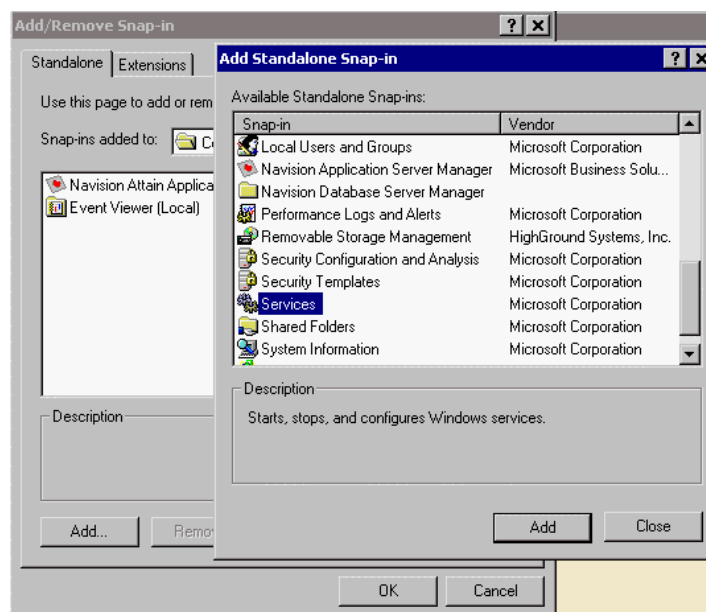 Add/Remove Snap-in
Standalone
Extensions
Use this page to add or rem
Snap-ins added to:
Navision Attain Applica
Event Viewer (Local)
Description
Add...
Remov
OK
Cancel
Add Standalone Snap-in
Available Standalone Snap-ins:
Snap-in Vendor
Local Users and Groups Microsoft Corporation
Navision Application Server Manager Microsoft Business Solu...
Navision Database Server Manager
Performance Logs and Alerts Microsoft Corporation
Removable Storage Management HighGround Systems, Inc.
Security Configuration and Analysis Microsoft Corporation
Security Templates Microsoft Corporation
Services Microsoft Corporation
Shared Folders Microsoft Corporation
System Information Microsoft Corporation
Description
Starts, stops, and configures Windows services.
Add
Close